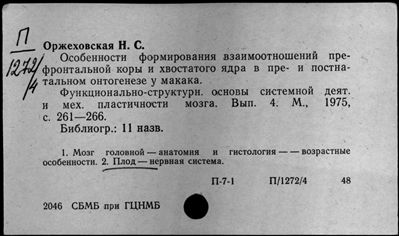 П
1272/4
Оржеховская Н. С.
Особенности формирования взаимоотношений пре-
фронтальной коры и хвостатого ядра в пре- и постна-
тальном онтогенезе у макака.
Функционально-структурн. основы системной деят.
и мех. пластичности мозга. Вып. 4. М., 1975,
с. 261—266.
Библиогр.: 11 назв.
1. Мозг головной—анатомия и гистология——возрастные
особенности. 2. Плод—нервная система.
П-7-1 П/1272/4 48
2046 СБМБ при ГЦНМБ